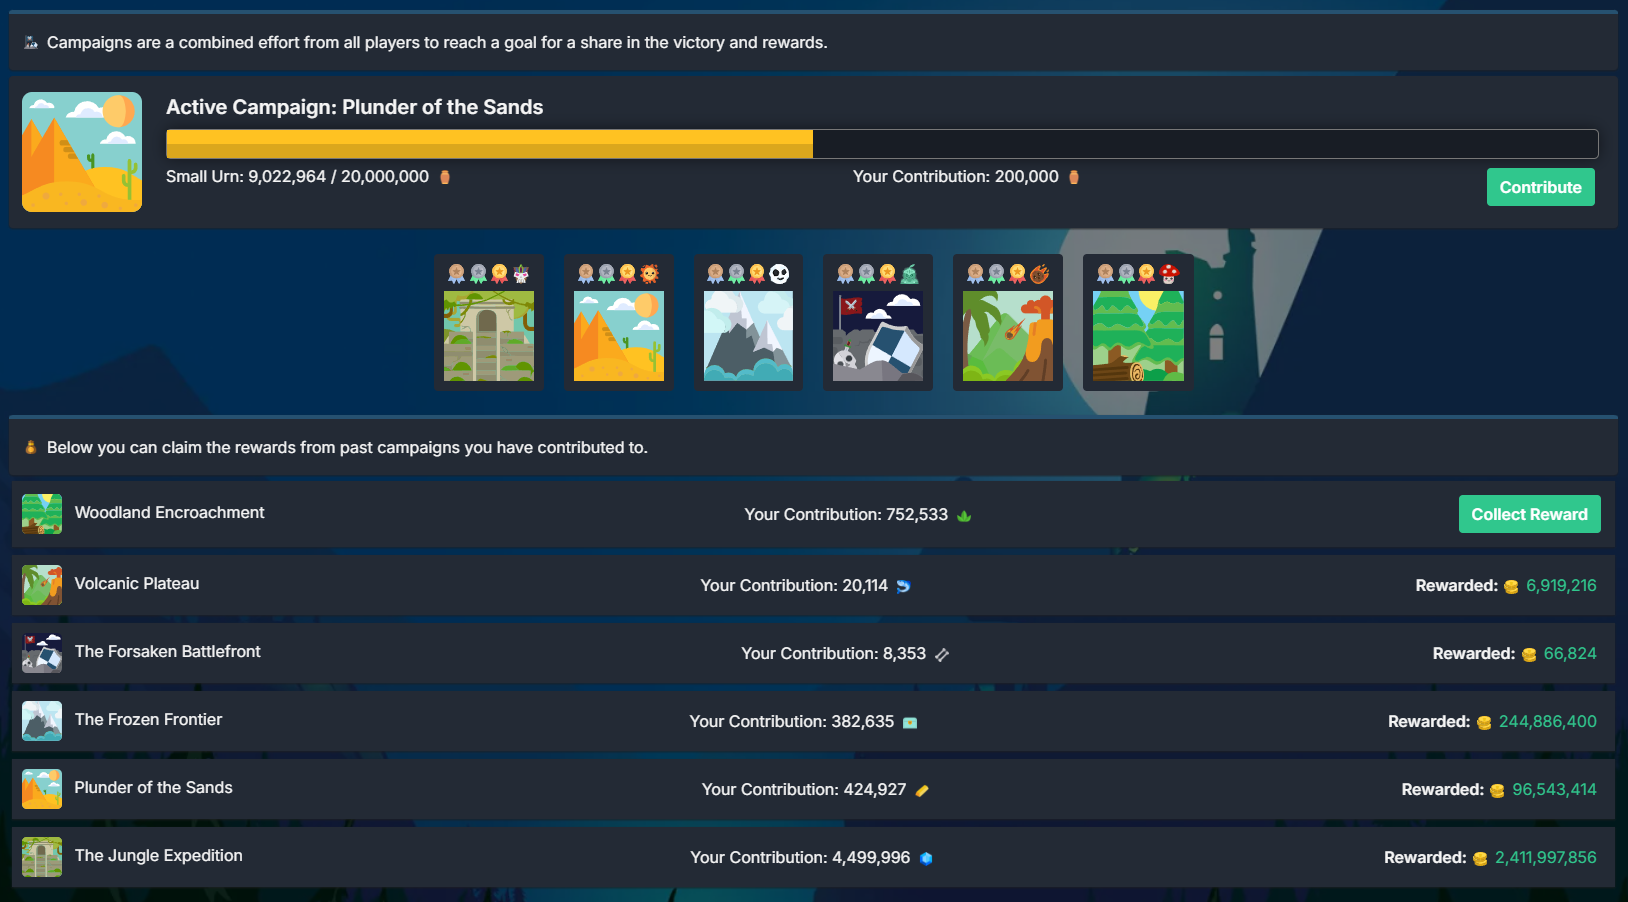 Campaigns are a combined effort from all players to reach a goal for a share in the victory and rewards.
Active Campaign: Plunder of the Sands
Small Urn: 9,022,964 / 20,000,000
Your Contribution: 200,000
Contribute
Below you can claim the rewards from past campaigns you have contributed to.
Woodland Encroachment
Your Contribution: 752,533
Collect Reward
Volcanic Plateau
Your Contribution: 20,114
Rewarded: 6,919,216
The Forsaken Battlefront
Your Contribution: 8,353
Rewarded: 66,824
The Frozen Frontier
Your Contribution: 382,635
Rewarded: 244,886,400
Plunder of the Sands
Your Contribution: 424,927
Rewarded: 96,543,414
The Jungle Expedition
Your Contribution: 4,499,996
Rewarded: 2,411,997,856